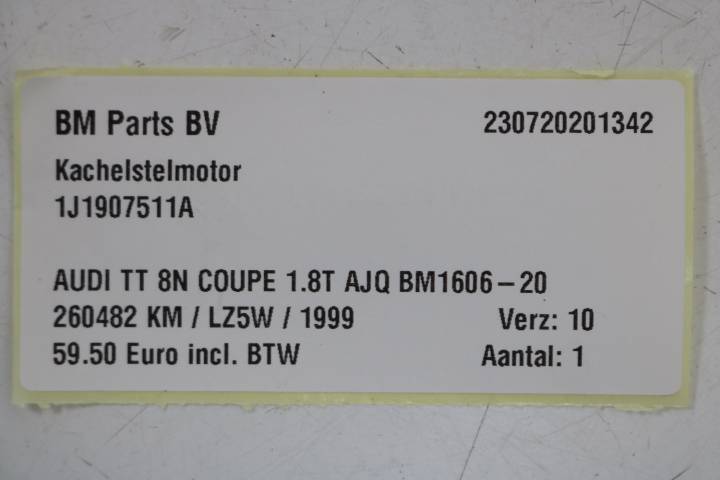 BM Parts BV 230720201342
Kachelstelmotor
1J1907511A
AUDI TT 8N COUPE 1.8T AJQ BM1606-20
260482 KM / LZ5W / 1999 Verz: 10
59.50 Euro incl. BTW Aantal: 1